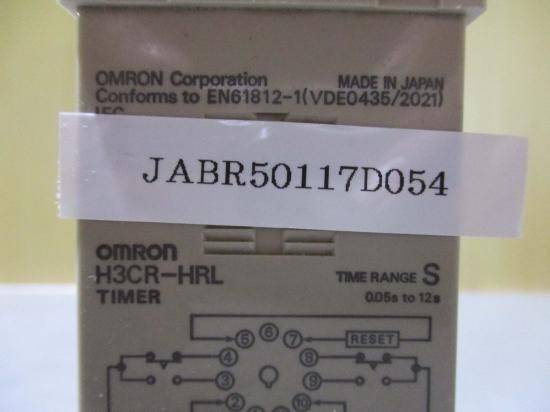 OMRON Corporation MADE IN JAPAN
Conforms to EN61812-1(VDE0435/2021)
JABR50117D054
omron
H3CR-HRL TIME RANGE S
TIMER 0.05s to 12s
6
5 7 RESET
4 8
3 9
2 10